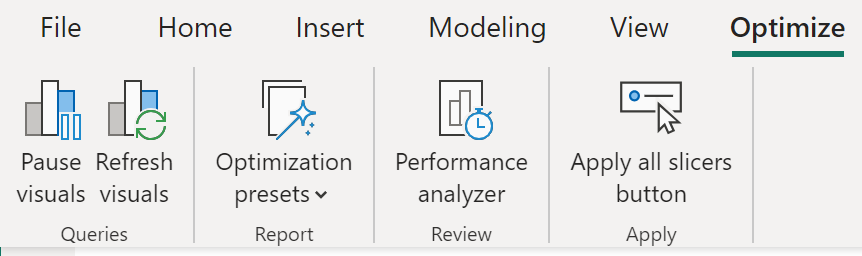 File Home Insert Modeling View Optimize
Pause visuals
Refresh visuals
Optimization presets
Performance analyzer
Apply all slicers button
Queries Report Review Apply